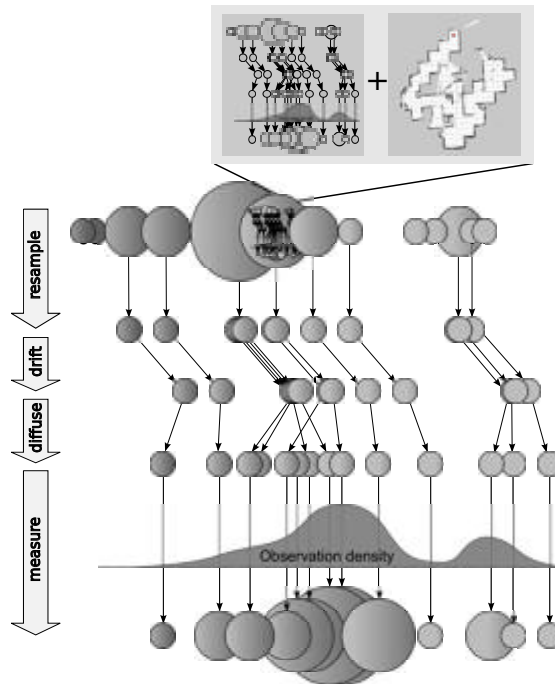 +
resample
drift
diffuse
measure
Observation density